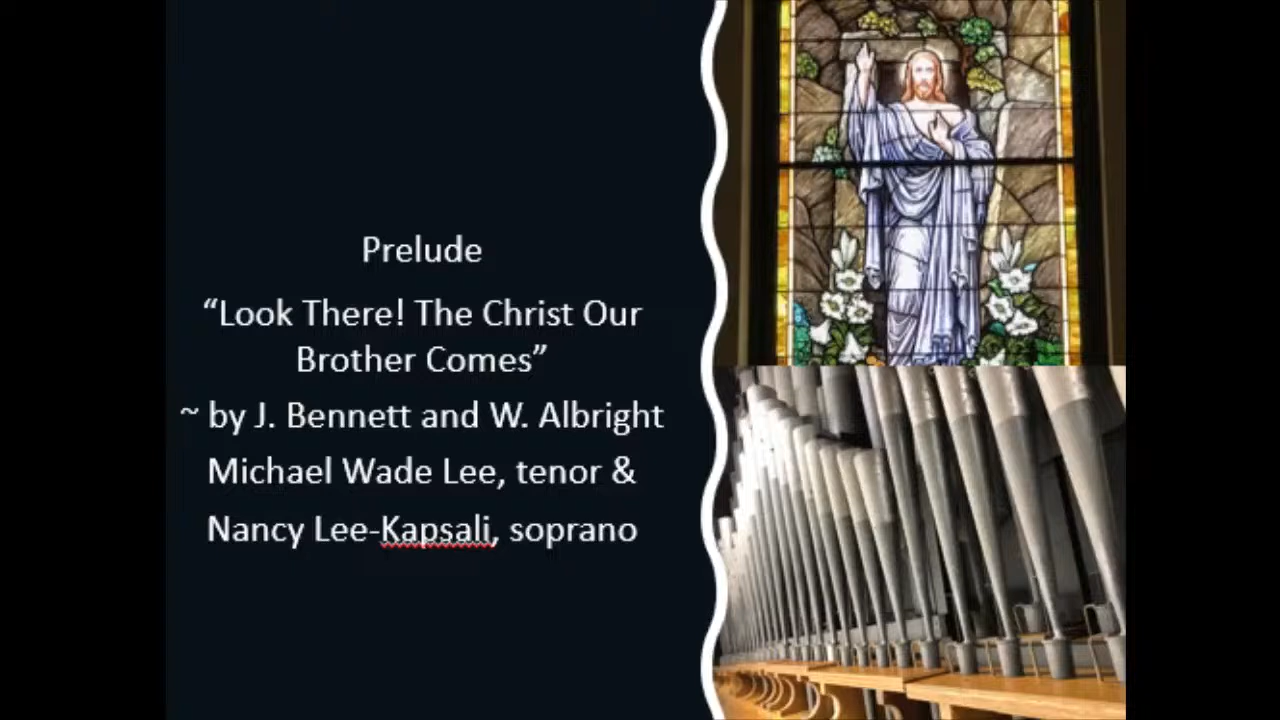 Prelude
“Look There! The Christ Our
Brother Comes”
~ by J. Bennett and W. Albright
Michael Wade Lee, tenor &
Nancy Lee-Kapsali, soprano